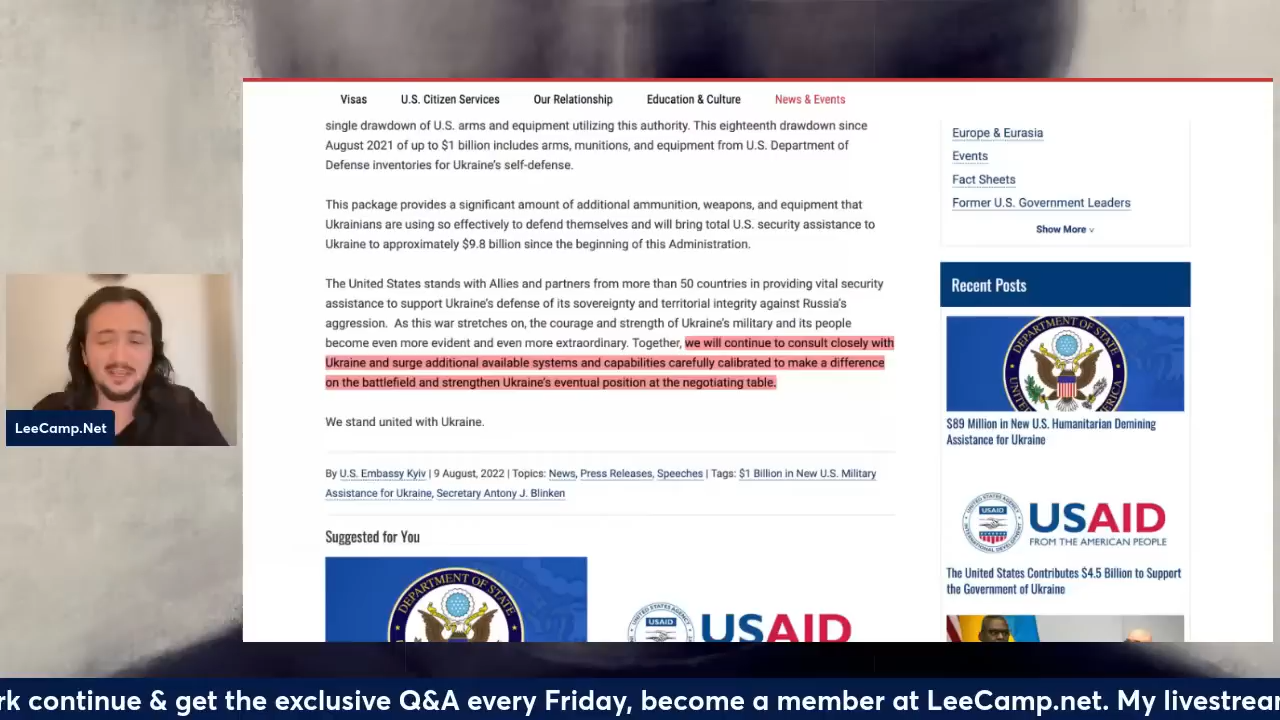 Visas U.S. Citizen Services Our Relationship Education & Culture News & Events
single drawdown of U.S. arms and equipment utilizing this authority. This eighteenth drawdown since
August 2021 of up to $1 billion includes arms, munitions, and equipment from U.S. Department of
Defense inventories for Ukraine's self-defense.
This package provides a significant amount of additional ammunition, weapons, and equipment that
Ukrainians are using so effectively to defend themselves and will bring total U.S. security assistance to
Ukraine to approximately $9.8 billion since the beginning of this Administration.
The United States stands with Allies and partners from more than 50 countries in providing vital security
assistance to support Ukraine's defense of its sovereignty and territorial integrity against Russia's
aggression. As this war stretches on, the courage and strength of Ukraine's military and its people
become even more evident and even more extraordinary. Together, we will continue to consult closely with
Ukraine and surge additional available systems and capabilities carefully calibrated to make a difference
on the battlefield and strengthen Ukraine's eventual position at the negotiating table.
We stand united with Ukraine.
By U.S. Embassy Kyiv | 9 August, 2022 | Topics: News, Press Releases, Speeches | Tags: $1 Billion in New U.S. Military
Assistance for Ukraine, Secretary Antony J. Blinken
Suggested for You
DEPARTMENT OF STATE
USAID
USAID
Europe & Eurasia
Events
Fact Sheets
Former U.S. Government Leaders
Show More v
Recent Posts
DEPARTMENT OF STATE
$89 Million in New U.S. Humanitarian Demining
Assistance for Ukraine
USAID
USAID
FROM THE AMERICAN PEOPLE
The United States Contributes $4.5 Billion to Support
the Government of Ukraine
LeeCamp.Net
rk continue & get the exclusive Q&A every Friday, become a member at LeeCamp.net. My livestrea